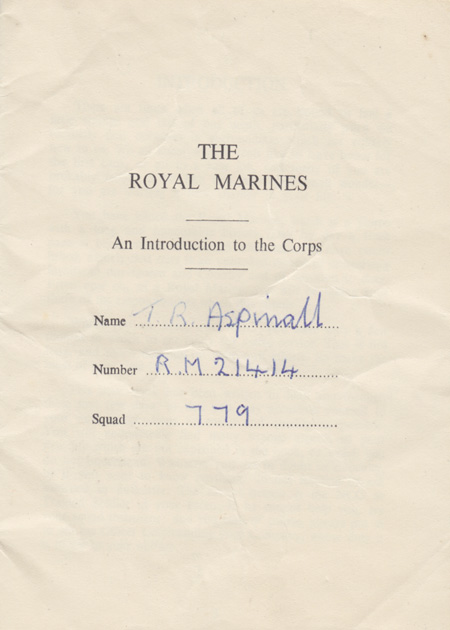 THE
ROYAL MARINES
An Introduction to the Corps
Name T. R. Aspinall
Number R.M 21414
Squad 779